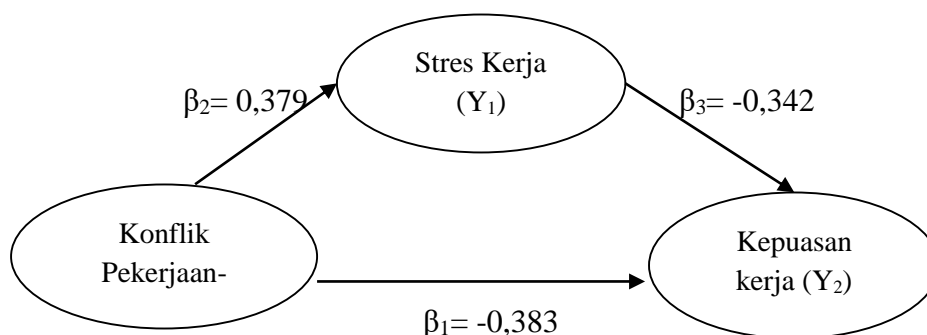 Stres Kerja
(Y₁)
β₂= 0,379
β₃= -0,342
Konflik
Pekerjaan-
Kepuasan
kerja (Y₂)
β₁= -0,383